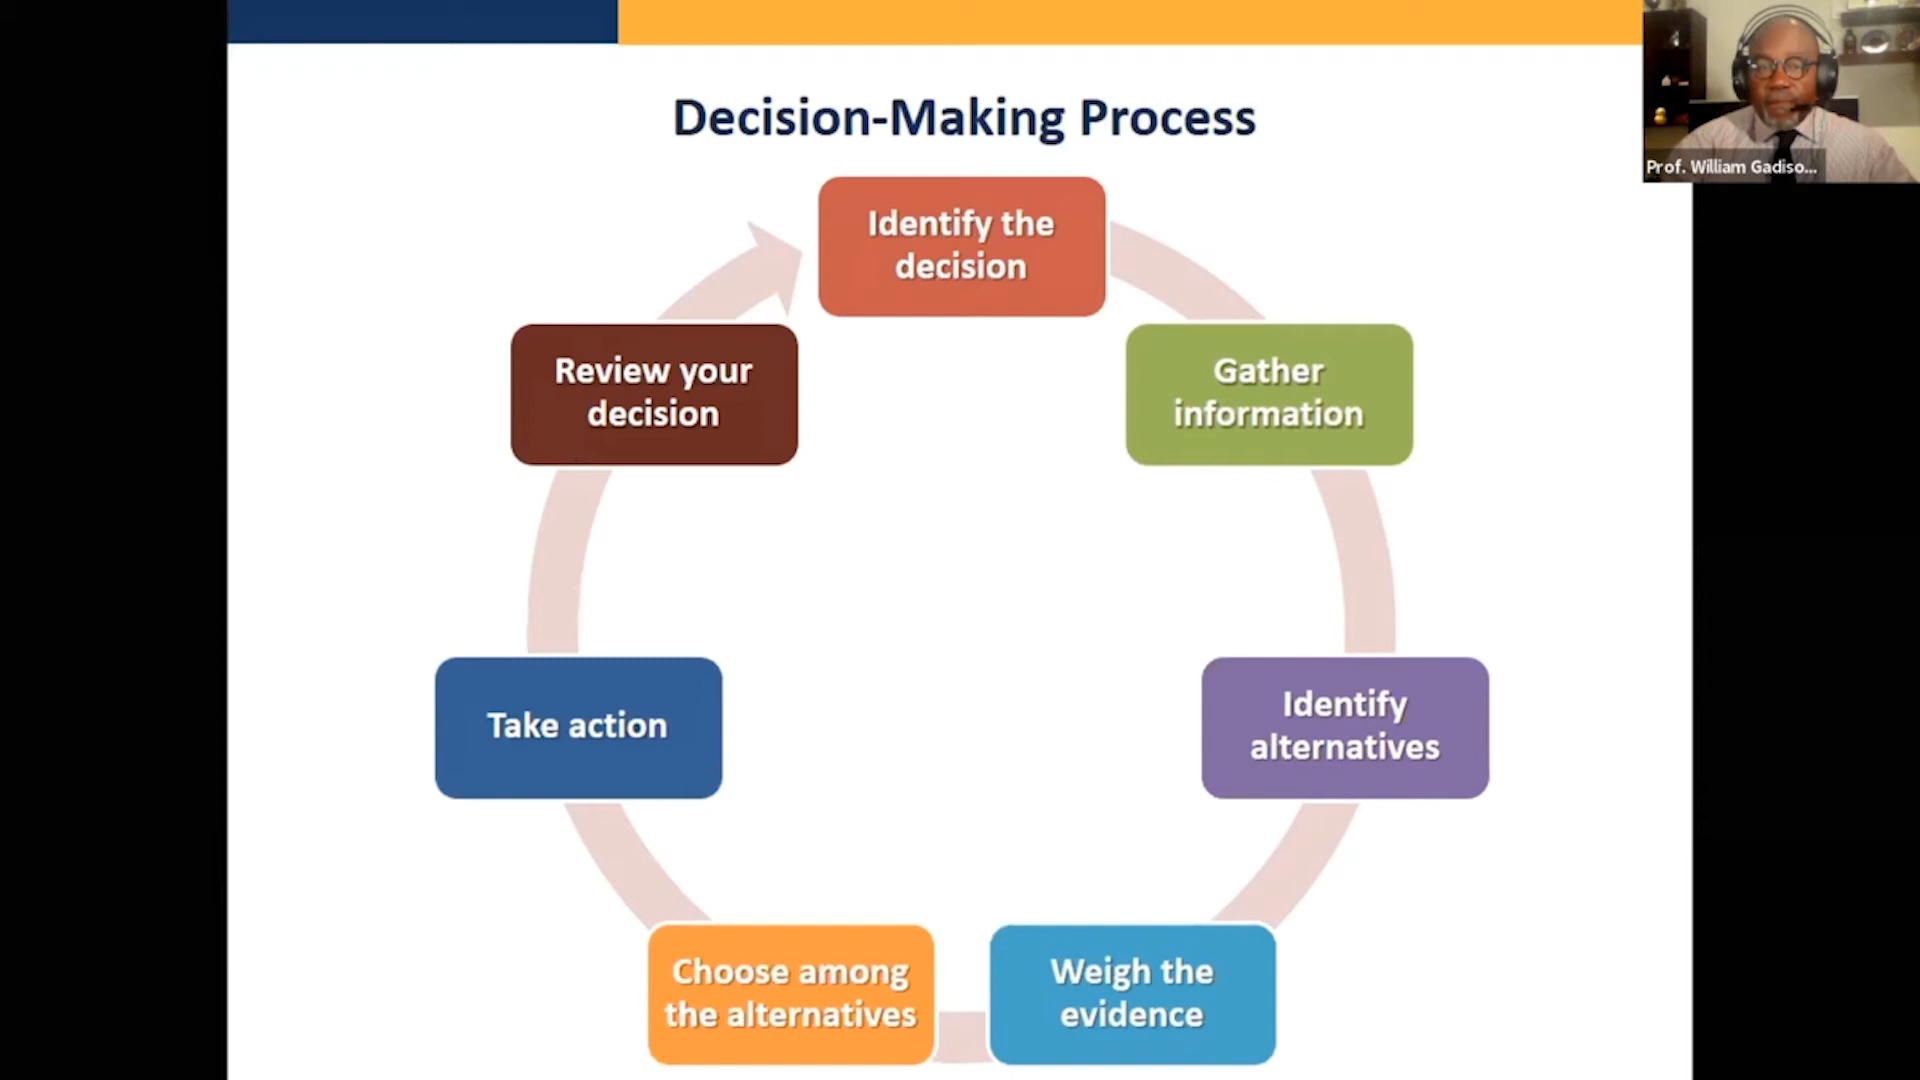 Decision-Making Process
Prof. William Gadiso...
Identify the
decision
Gather
information
Identify
alternatives
Weigh the
evidence
Choose among
the alternatives
Take action
Review your
decision